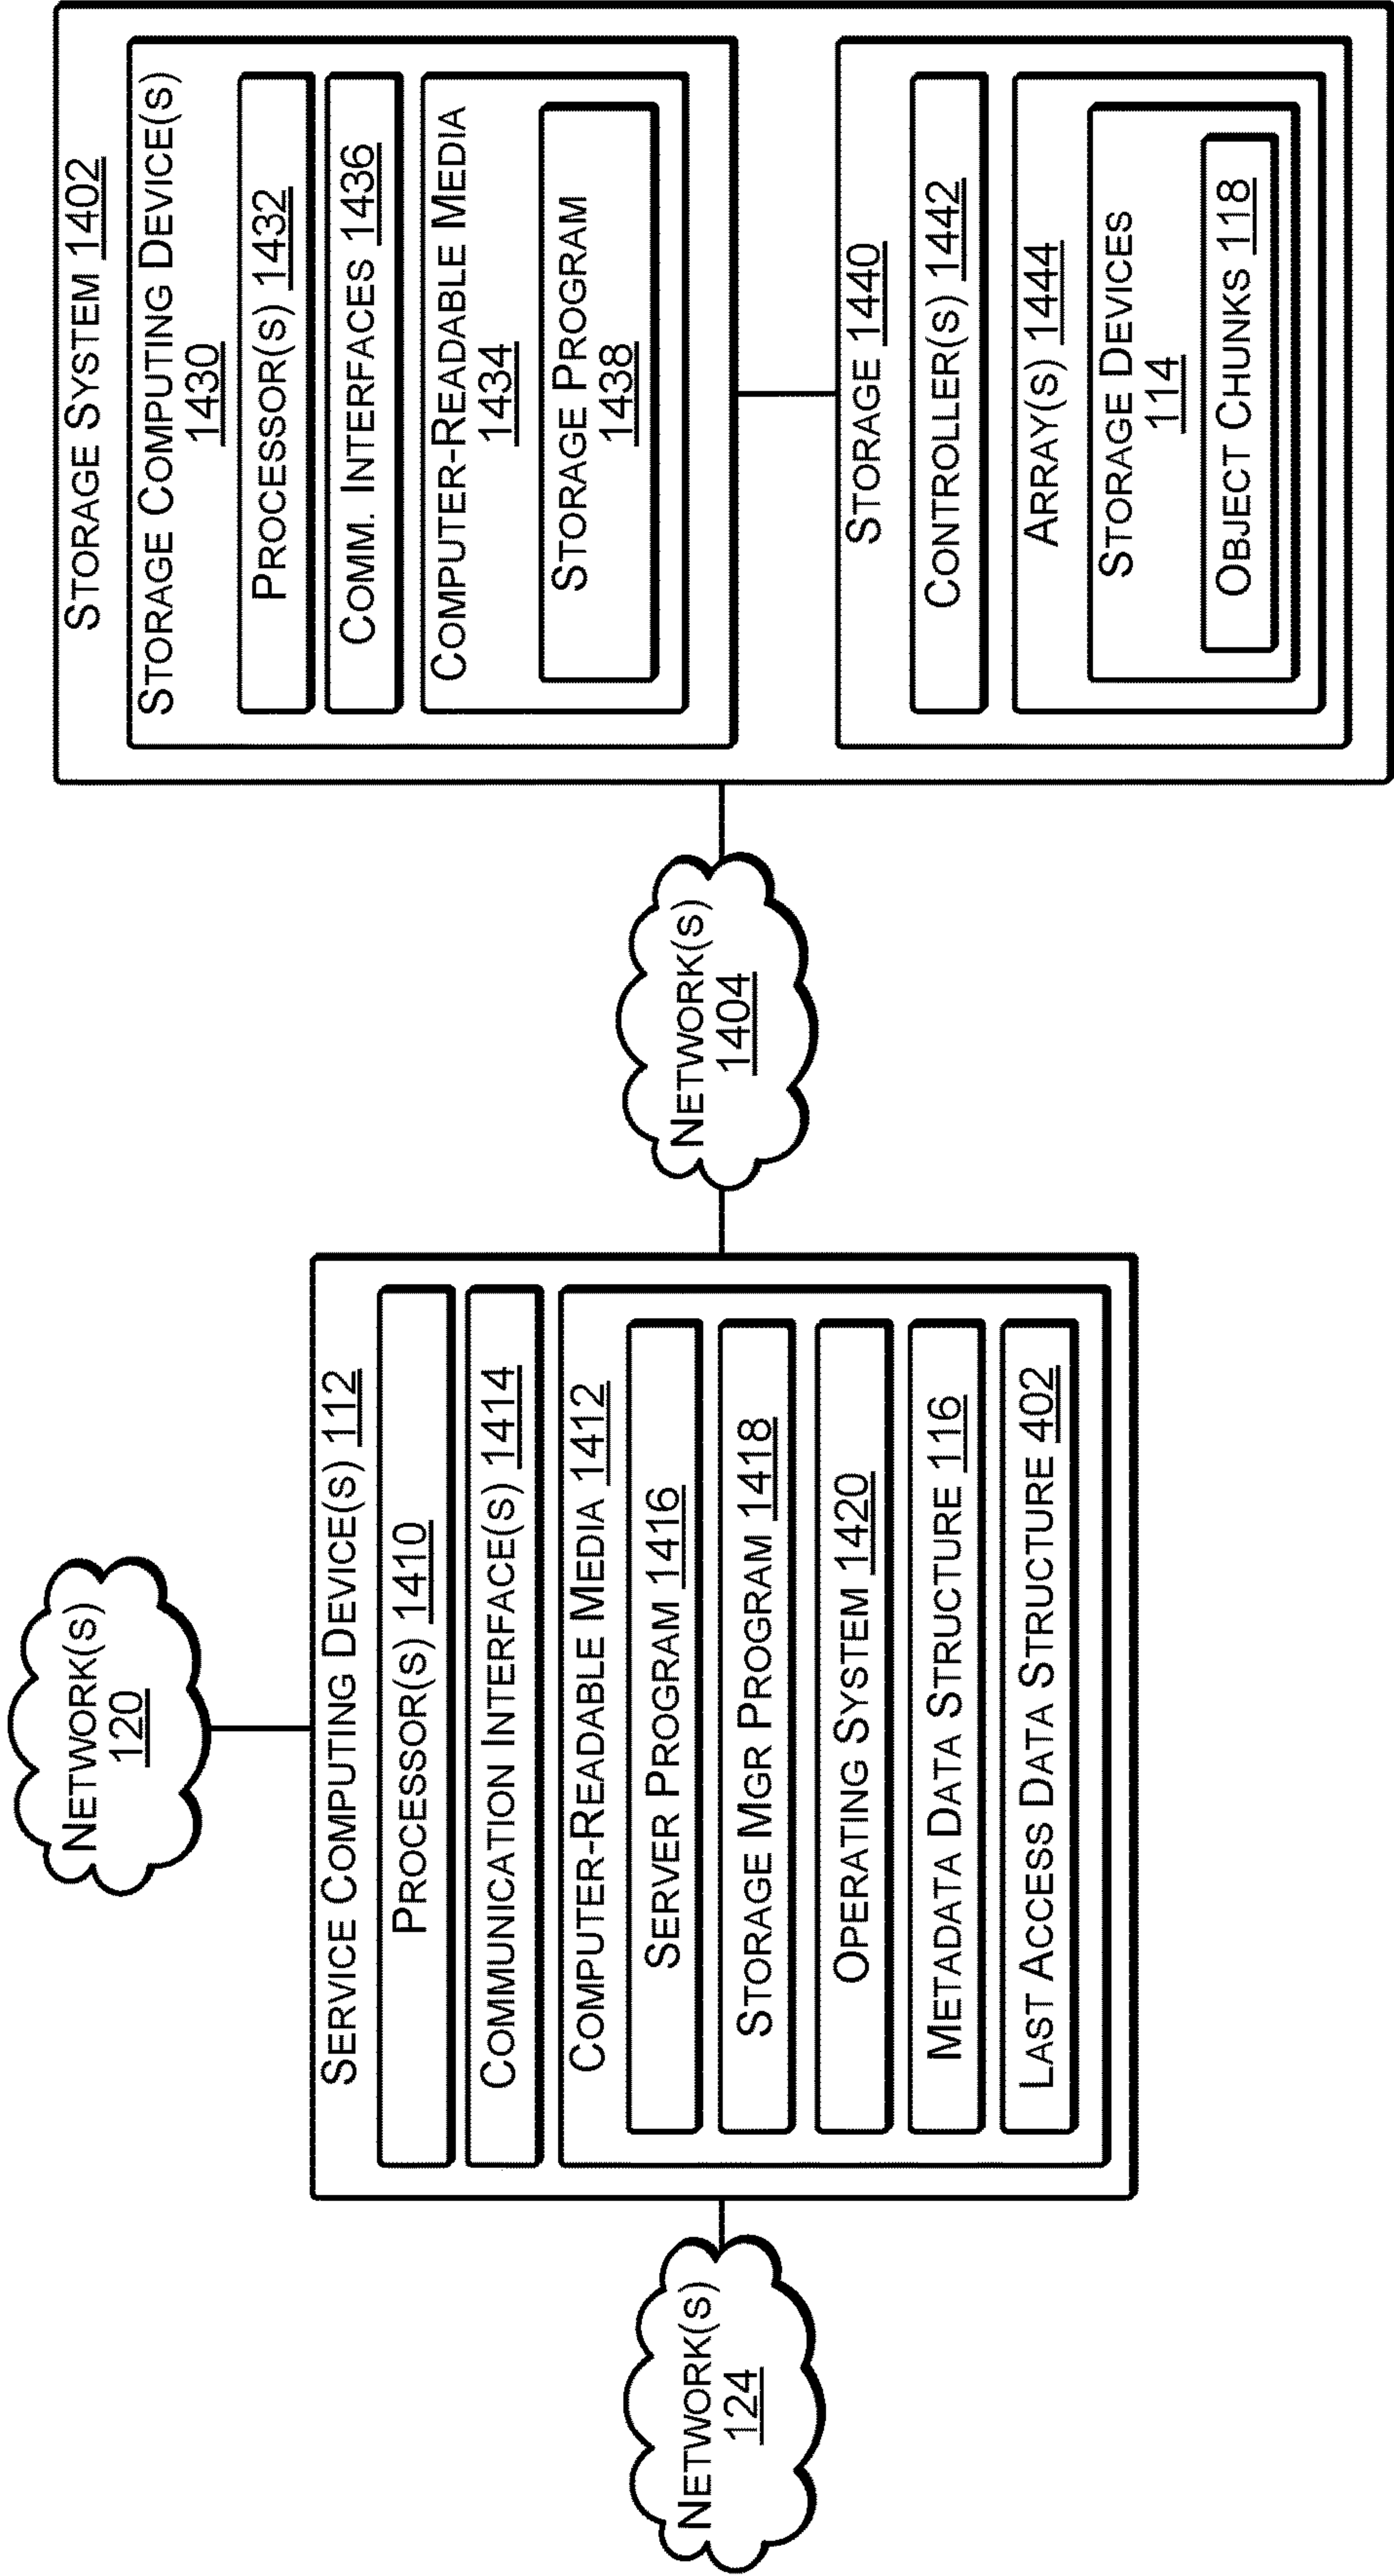 NETWORK(S)
120
NETWORK(S)
124
SERVICE COMPUTING DEVICE(S) 112
PROCESSOR(S) 1410
COMMUNICATION INTERFACE(S) 1414
COMPUTER-READABLE MEDIA 1412
SERVER PROGRAM 1416
STORAGE MGR PROGRAM 1418
OPERATING SYSTEM 1420
METADATA DATA STRUCTURE 116
LAST ACCESS DATA STRUCTURE 402
NETWORK(S)
1404
STORAGE SYSTEM 1402
STORAGE COMPUTING DEVICE(S)
1430
PROCESSOR(S) 1432
COMM. INTERFACES 1436
COMPUTER-READABLE MEDIA
1434
STORAGE PROGRAM
1438
STORAGE 1440
CONTROLLER(S) 1442
ARRAY(S) 1444
STORAGE DEVICES
114
OBJECT CHUNKS 118